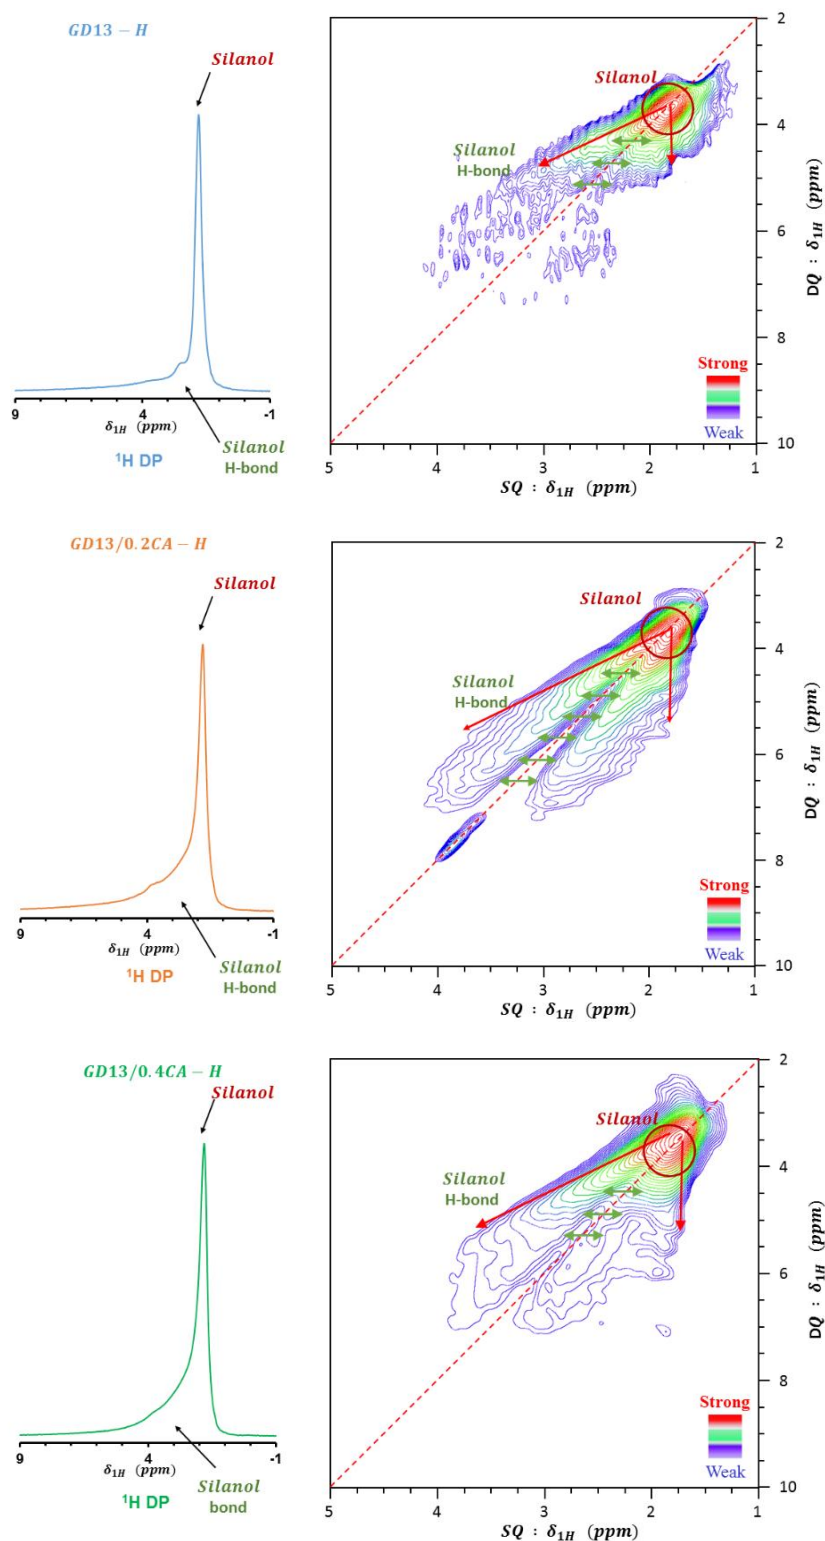 GD13 − H
Silanol
9
4
-1
δ1H (ppm)
Silanol
H-bond
¹H DP
Silanol
Silanol
H-bond
Strong
Weak
2
4
6
8
10
DQ : δ1H (ppm)
5
4
3
2
1
SQ : δ1H (ppm)
GD13/0.2CA − H
Silanol
9
4
-1
δ1H (ppm)
Silanol
H-bond
¹H DP
Silanol
Silanol
H-bond
Strong
Weak
2
4
6
8
10
DQ : δ1H (ppm)
5
4
3
2
1
SQ : δ1H (ppm)
GD13/0.4CA − H
Silanol
9
4
-1
δ1H (ppm)
Silanol
bond
¹H DP
Silanol
Silanol
H-bond
Strong
Weak
2
4
6
8
10
DQ : δ1H (ppm)
5
4
3
2
1
SQ : δ1H (ppm)